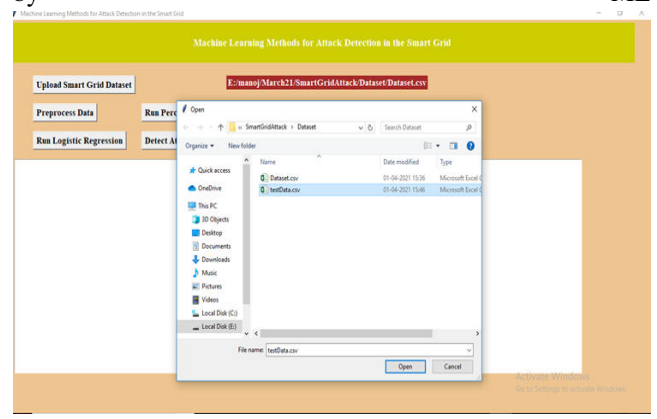 Machine Learning Methods for Attack Detection in the Smart Grid
Machine Learning Methods for Attack Detection in the Smart Grid
Upload Smart Grid Dataset
E:/manoj/March21/SmartGridAttack/Dataset/Dataset.csv
Preprocess Data
Run Perc
Run Logistic Regression
Detect At
Open
« SmartGridAttack › Dataset
Search Dataset
Organize
New folder
Name
Date modified
Type
Quick access
Dataset.csv
01-04-2021 15:36
Microsoft Excel C
OneDrive
testData.csv
01-04-2021 15:46
Microsoft Excel C
This PC
3D Objects
Desktop
Documents
Downloads
Music
Pictures
Videos
Local Disk (C:)
Local Disk (E:)
File name: testData.csv
Open
Cancel
Activate Windows
Go to Settings to activate Windows.